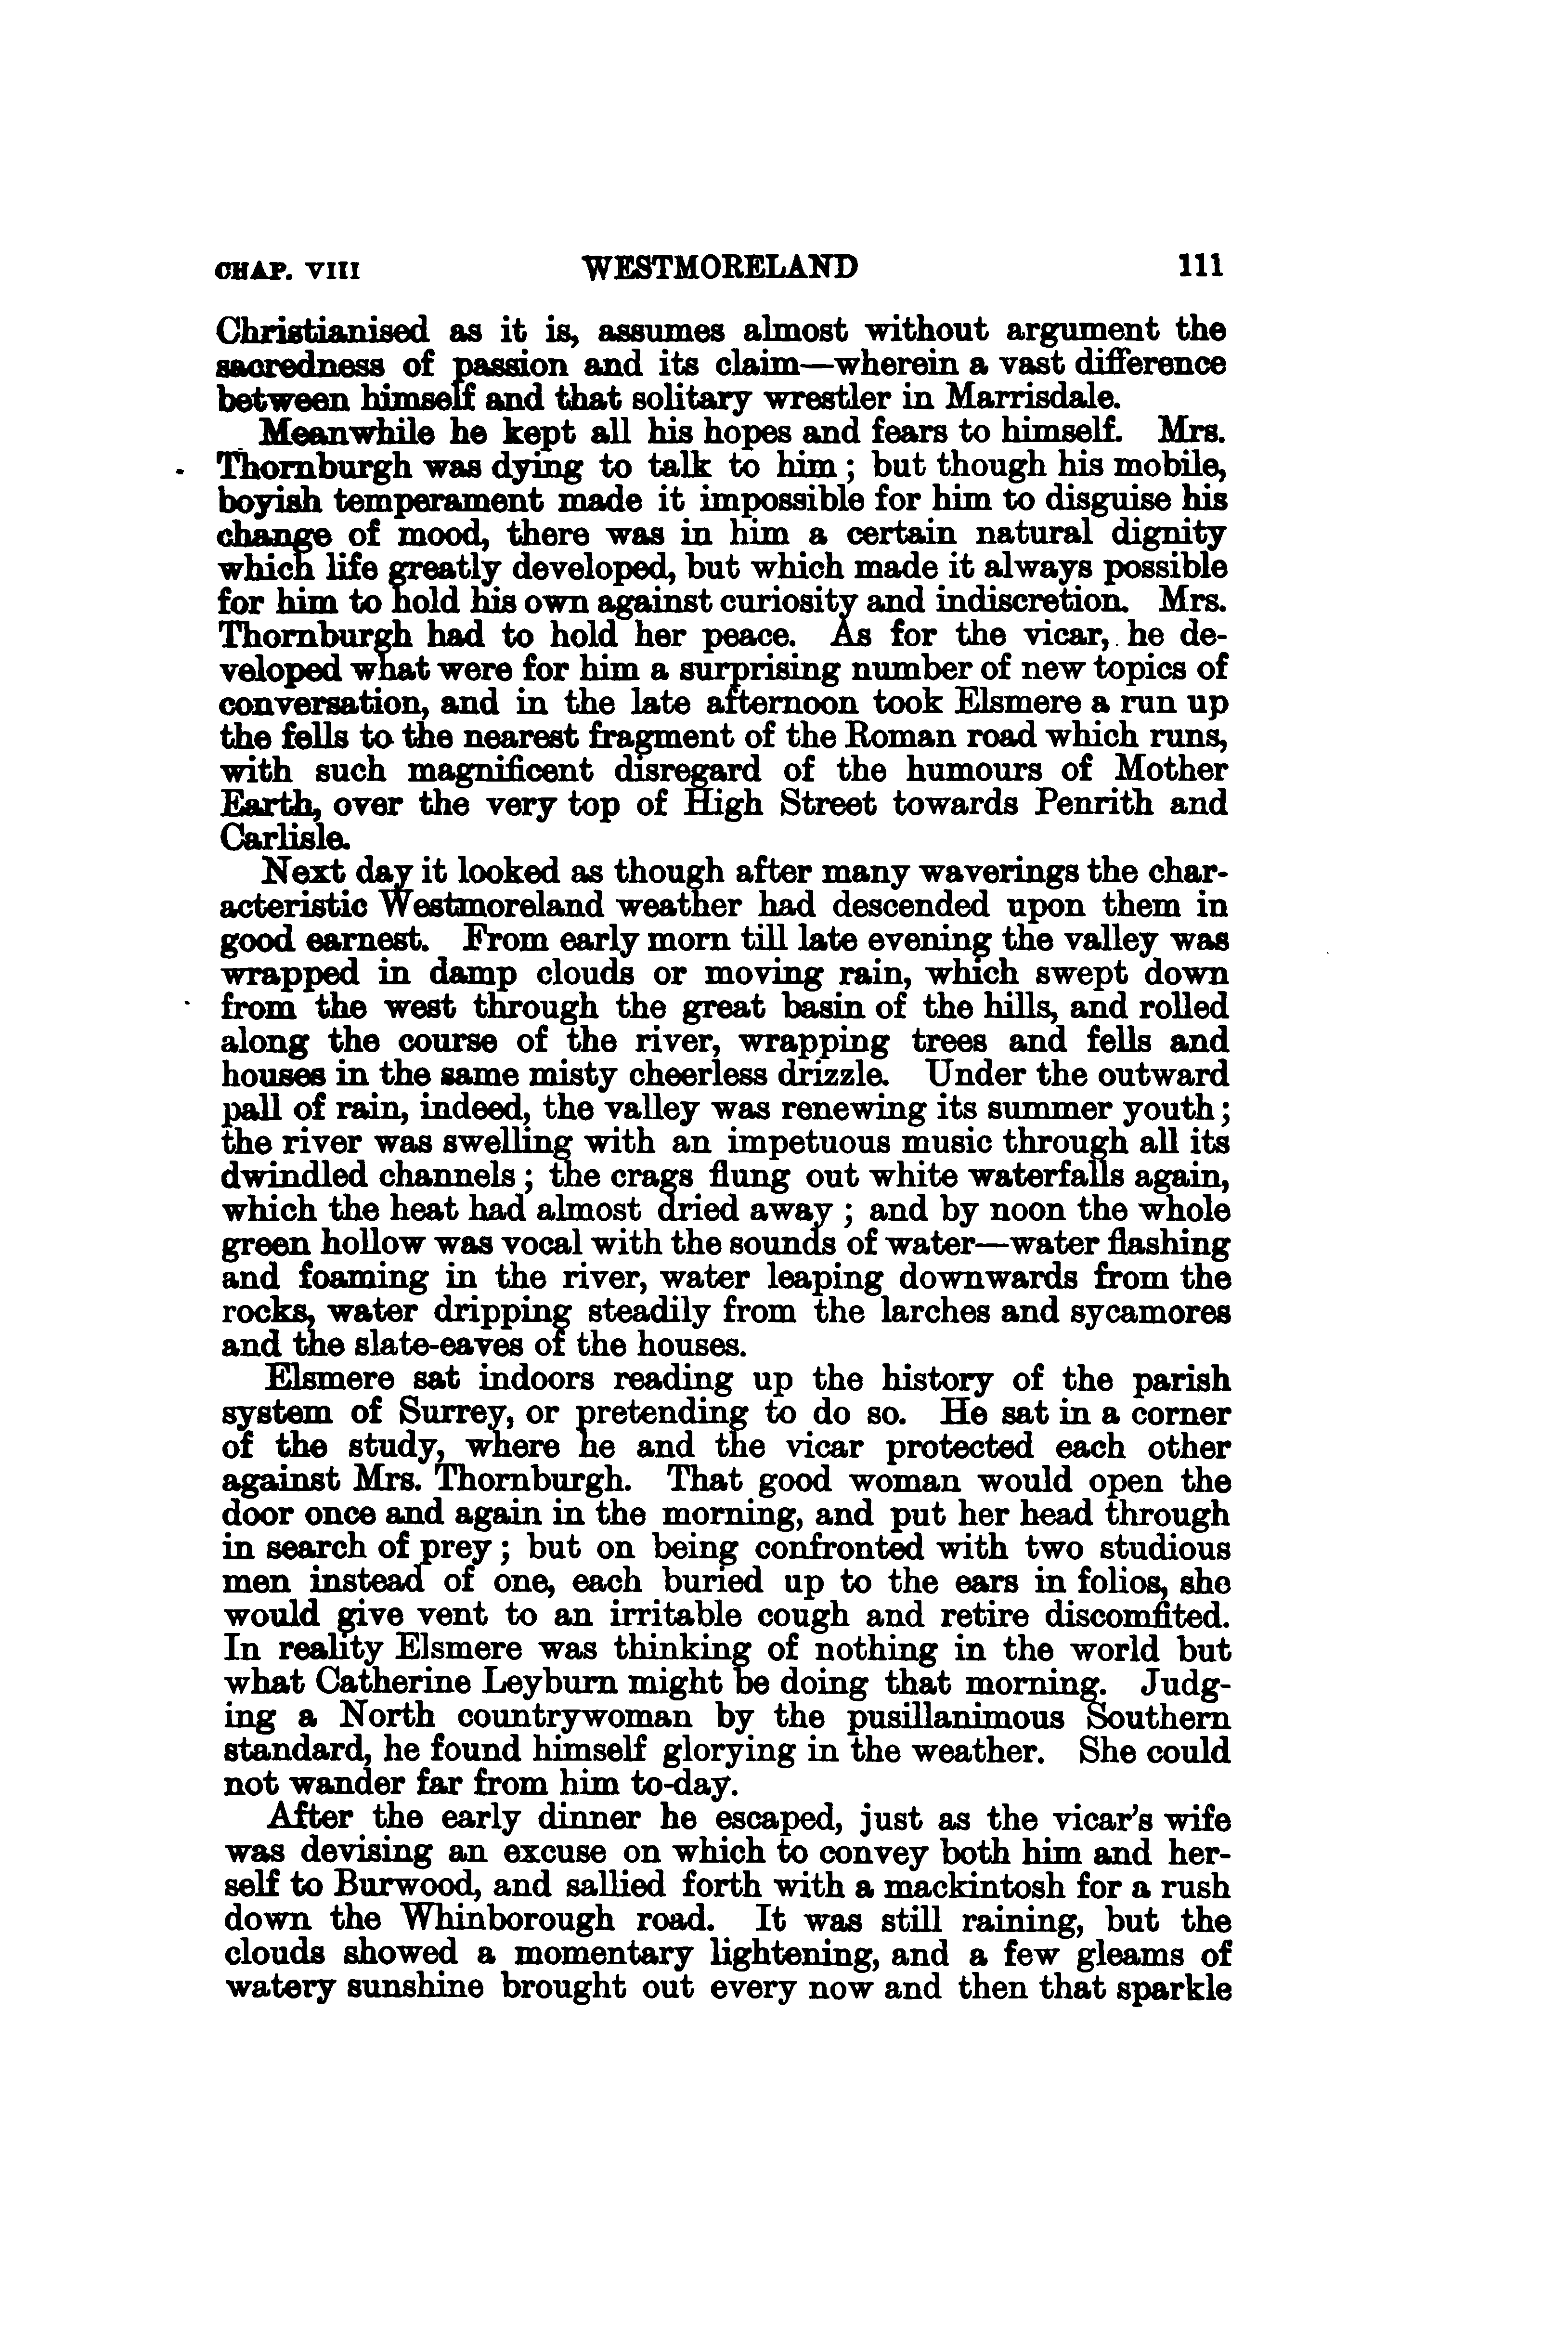 CHAP. VIII WESTMORELAND 111
Christianised as it is, assumes almost without argument the
sacredness of passion and its claim—wherein a vast difference
between himself and that solitary wrestler in Marrisdale.
Meanwhile he kept all his hopes and fears to himself. Mrs.
Thornburgh was dying to talk to him; but though his mobile,
boyish temperament made it impossible for him to disguise his
change of mood, there was in him a certain natural dignity
which life greatly developed, but which made it always possible
for him to hold his own against curiosity and indiscretion. Mrs.
Thornburgh had to hold her peace. As for the vicar, he de-
veloped what were for him a surprising number of new topics of
conversation, and in the late afternoon took Elsmere a run up
the fells to the nearest fragment of the Roman road which runs,
with such magnificent disregard of the humours of Mother
Earth, over the very top of High Street towards Penrith and
Carlisle.
Next day it looked as though after many waverings the char-
acteristic Westmoreland weather had descended upon them in
good earnest. From early morn till late evening the valley was
wrapped in damp clouds or moving rain, which swept down
from the west through the great basin of the hills, and rolled
along the course of the river, wrapping trees and fells and
houses in the same misty cheerless drizzle. Under the outward
pall of rain, indeed, the valley was renewing its summer youth;
the river was swelling with an impetuous music through all its
dwindled channels; the crags flung out white waterfalls again,
which the heat had almost dried away; and by noon the whole
green hollow was vocal with the sounds of water—water flashing
and foaming in the river, water leaping downwards from the
rocks, water dripping steadily from the larches and sycamores
and the slate-eaves of the houses.
Elsmere sat indoors reading up the history of the parish
system of Surrey, or pretending to do so. He sat in a corner
of the study, where he and the vicar protected each other
against Mrs. Thornburgh. That good woman would open the
door once and again in the morning, and put her head through
in search of prey; but on being confronted with two studious
men instead of one, each buried up to the ears in folios, she
would give vent to an irritable cough and retire discomfited.
In reality Elsmere was thinking of nothing in the world but
what Catherine Leyburn might be doing that morning. Judg-
ing a North countrywoman by the pusillanimous Southern
standard, he found himself glorying in the weather. She could
not wander far from him to-day.
After the early dinner he escaped, just as the vicar's wife
was devising an excuse on which to convey both him and her-
self to Burwood, and sallied forth with a mackintosh for a rush
down the Whinborough road. It was still raining, but the
clouds showed a momentary lightening, and a few gleams of
watery sunshine brought out every now and then that sparkle